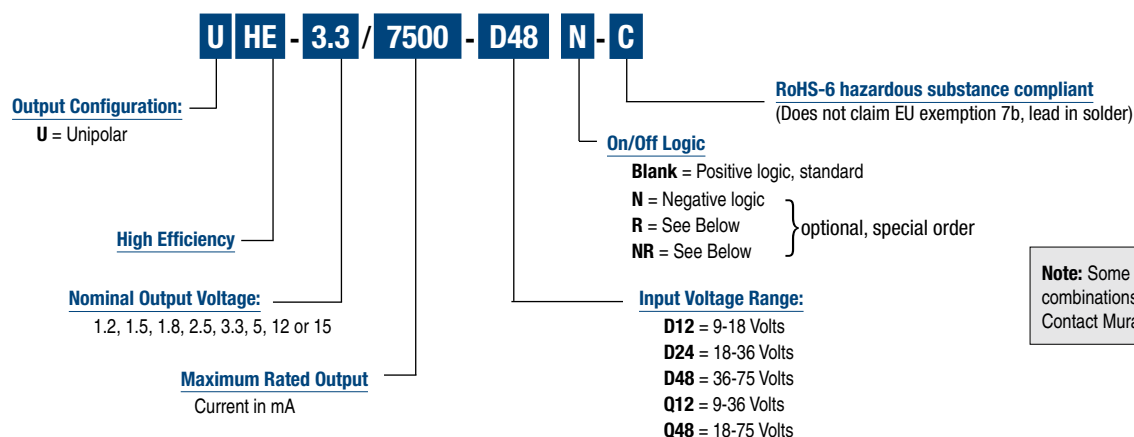 U HE - 3.3 / 7500 - D48 N - C
RoHS-6 hazardous substance compliant
(Does not claim EU exemption 7b, lead in solder)
Output Configuration:
U = Unipolar
On/Off Logic
Blank = Positive logic, standard
N = Negative logic
R = See Below
NR = See Below
optional, special order
High Efficiency
Note: Some
combinations
Contact Mura
Nominal Output Voltage:
1.2, 1.5, 1.8, 2.5, 3.3, 5, 12 or 15
Input Voltage Range:
D12 = 9-18 Volts
D24 = 18-36 Volts
D48 = 36-75 Volts
Q12 = 9-36 Volts
Q48 = 18-75 Volts
Maximum Rated Output
Current in mA